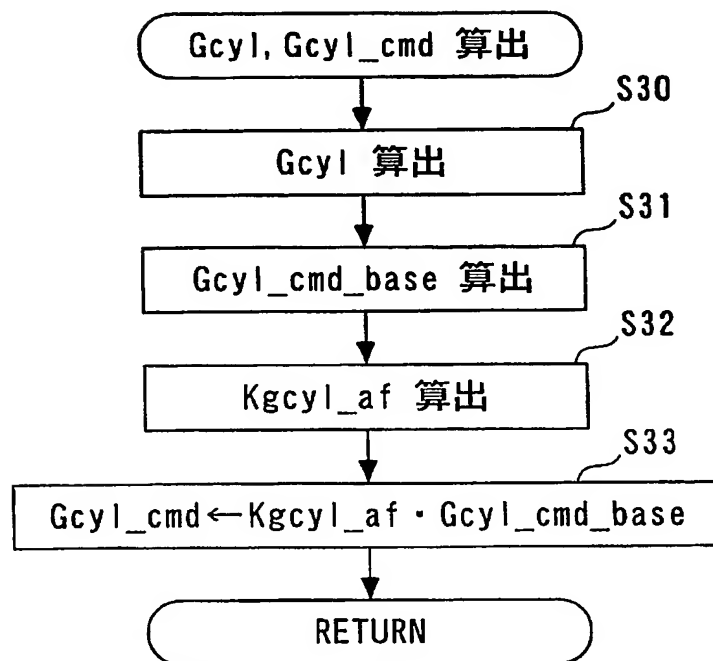 Gcyl, Gcyl_cmd 算出
S30
Gcyl 算出
S31
Gcyl_cmd_base 算出
S32
Kgcyl_af 算出
S33
Gcyl_cmd←Kgcyl_af・Gcyl_cmd_base
RETURN